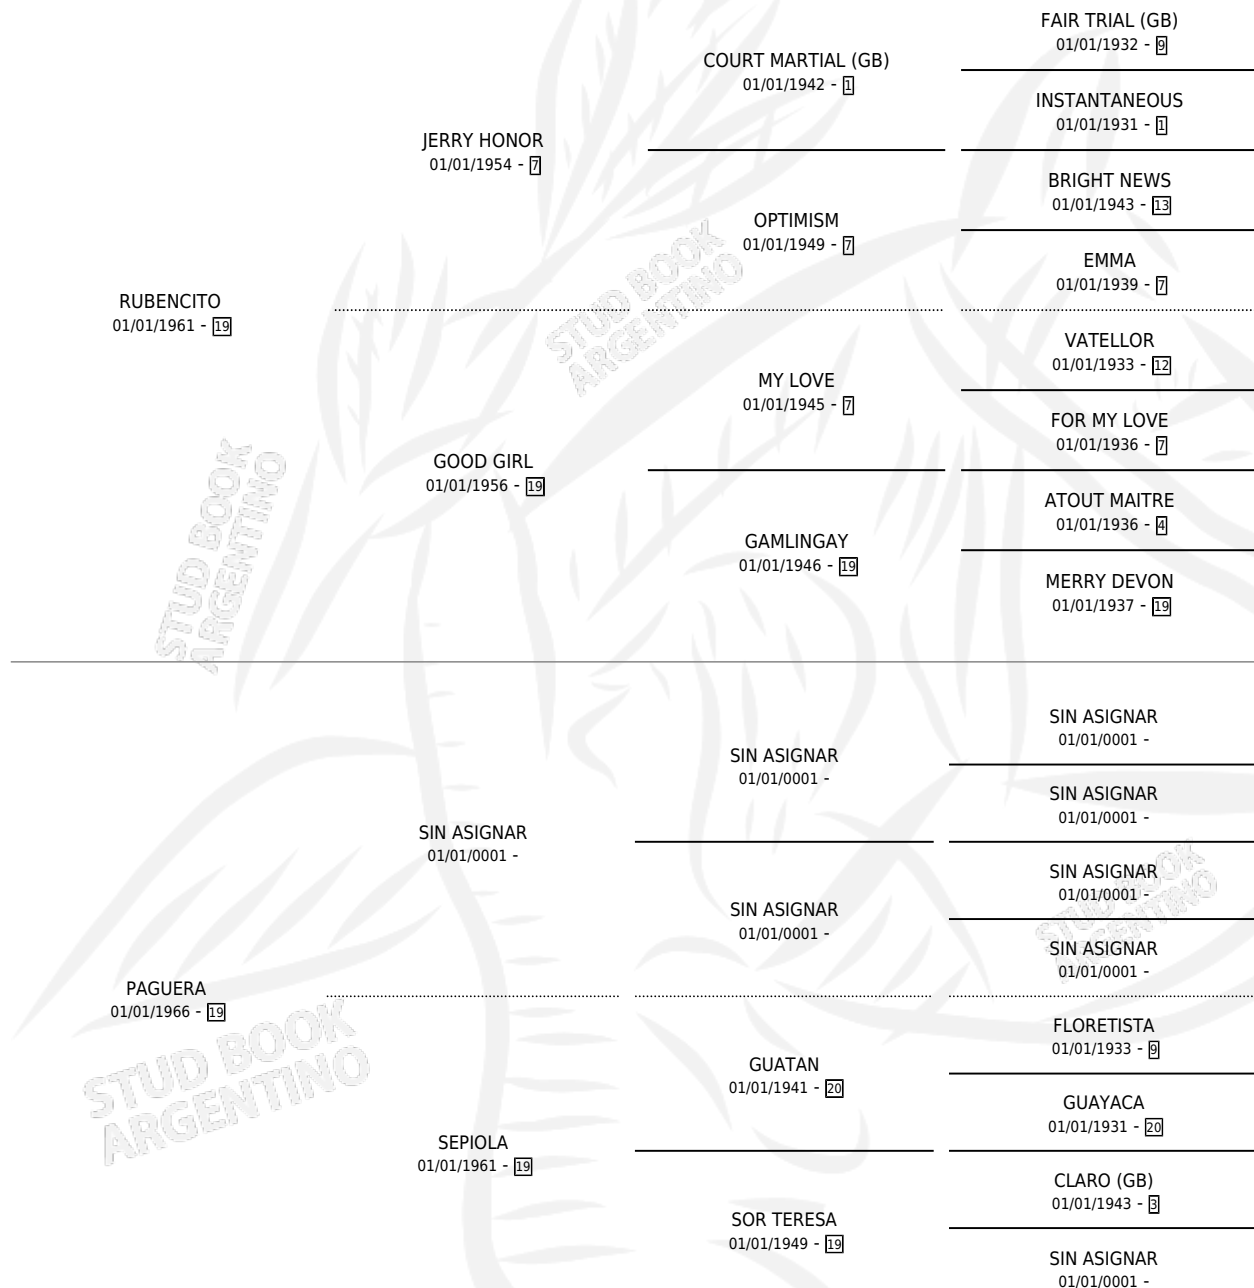 FAIR TRIAL (GB)
01/01/1932 - 9
COURT MARTIAL (GB)
01/01/1942 - 1
INSTANTANEOUS
01/01/1931 - 1
JERRY HONOR
01/01/1954 - 7
BRIGHT NEWS
01/01/1943 - 13
OPTIMISM
01/01/1949 - 7
EMMA
01/01/1939 - 7
RUBENCITO
01/01/1961 - 19
VATELLOR
01/01/1933 - 12
MY LOVE
01/01/1945 - 7
FOR MY LOVE
01/01/1936 - 7
GOOD GIRL
01/01/1956 - 19
ATOUT MAITRE
01/01/1936 - 4
GAMLINGAY
01/01/1946 - 19
MERRY DEVON
01/01/1937 - 19
STUD BOOK
ARGENTINO
STUD BOOK
ARGENTINO
SIN ASIGNAR
01/01/0001 -
SIN ASIGNAR
01/01/0001 -
SIN ASIGNAR
01/01/0001 -
SIN ASIGNAR
01/01/0001 -
SIN ASIGNAR
01/01/0001 -
SIN ASIGNAR
01/01/0001 -
SIN ASIGNAR
01/01/0001 -
STUD BOOK
ARGENTINO
PAGUERA
01/01/1966 - 19
FLORETISTA
01/01/1933 - 9
GUATAN
01/01/1941 - 20
GUAYACA
01/01/1931 - 20
STUD BOOK
ARGENTINO
SEPIOLA
01/01/1961 - 19
CLARO (GB)
01/01/1943 - 3
SOR TERESA
01/01/1949 - 19
SIN ASIGNAR
01/01/0001 -